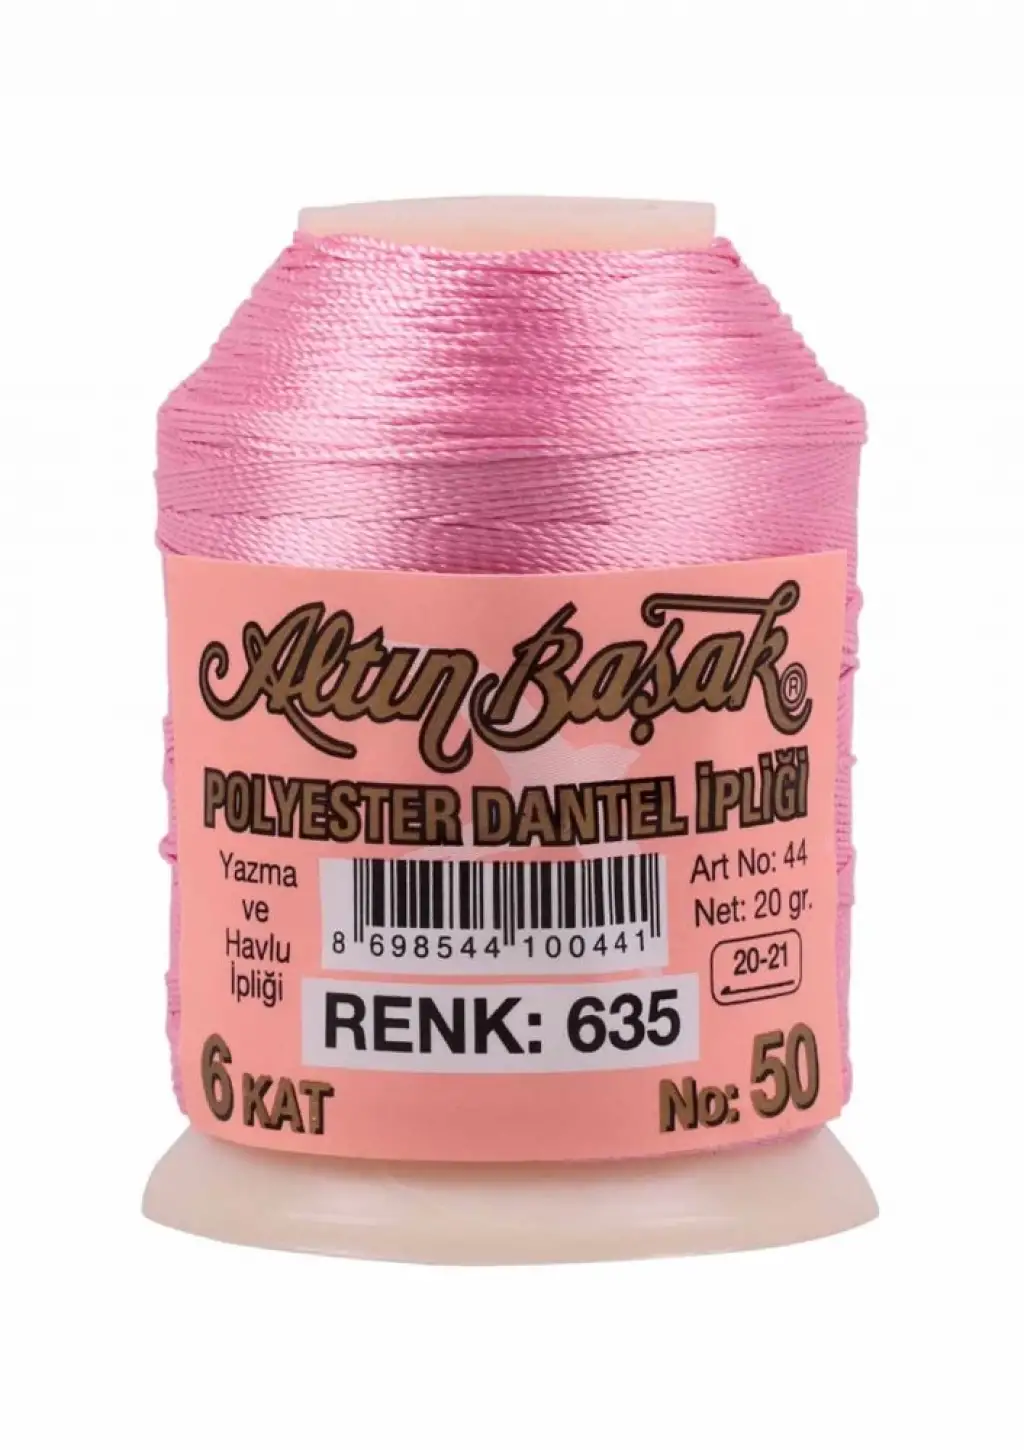 Altın Başak®
POLYESTER DANTEL İPLİĞİ
Yazma
ve
Havlu
İpliği
8 698544 100441
Art No: 44
Net: 20 gr.
20-21
RENK: 635
6 KAT
No: 50